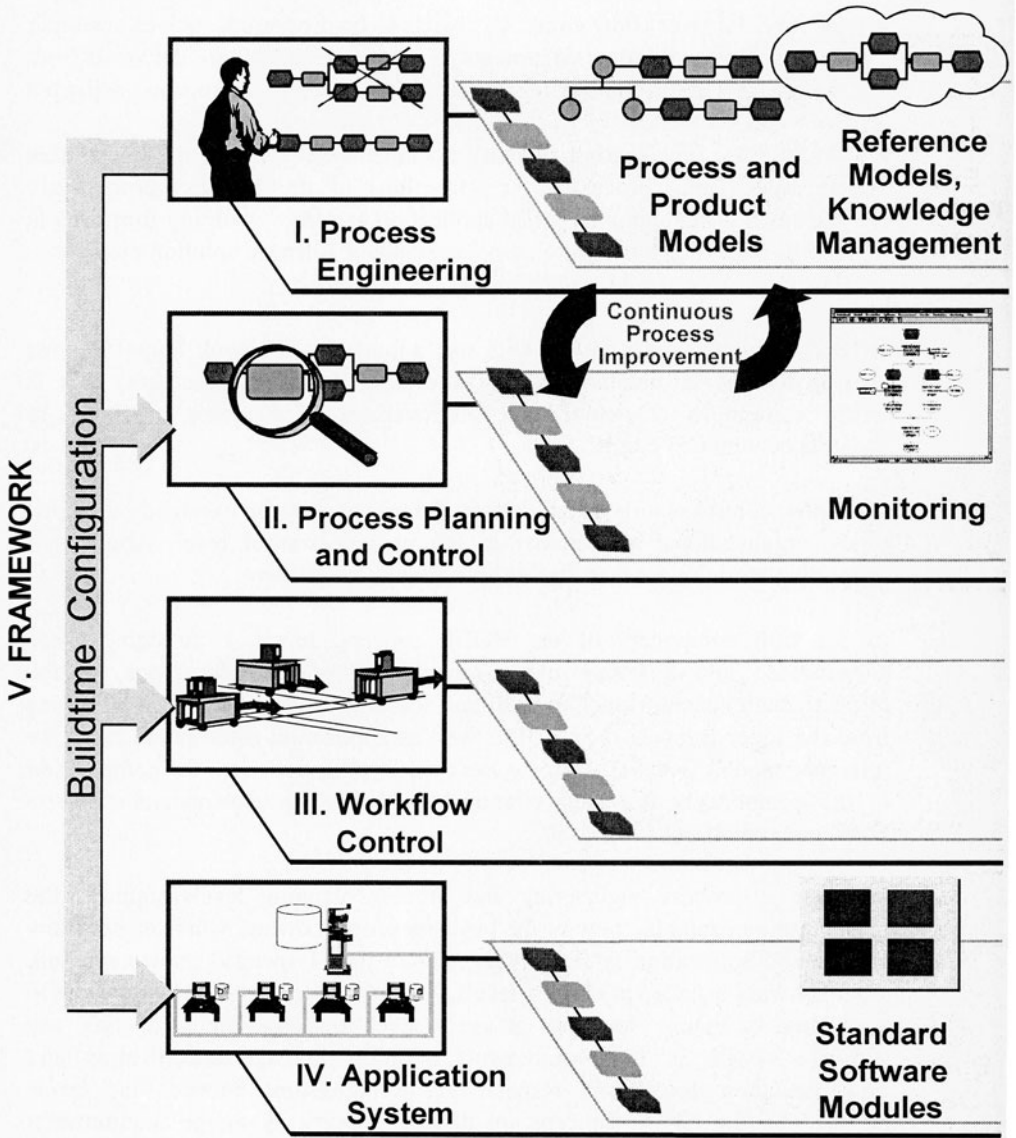 Reference
Models,
Knowledge
Management
Process and
Product
Models
I. Process
Engineering
Continuous
Process
Improvement
Monitoring
II. Process Planning
and Control
III. Workflow
Control
IV. Application
System
Standard
Software
Modules
V. FRAMEWORK
Buildtime Configuration